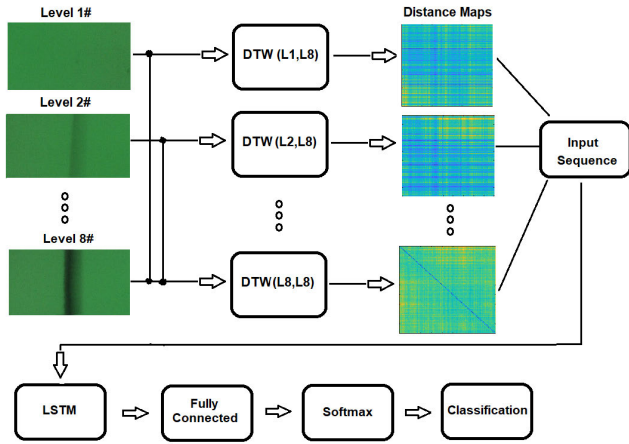 Level 1#
Distance Maps
DTW (L1,L8)
Level 2#
DTW (L2,L8)
Input
Sequence
Level 8#
DTW(L8,L8)
LSTM
Fully
Connected
Softmax
Classification